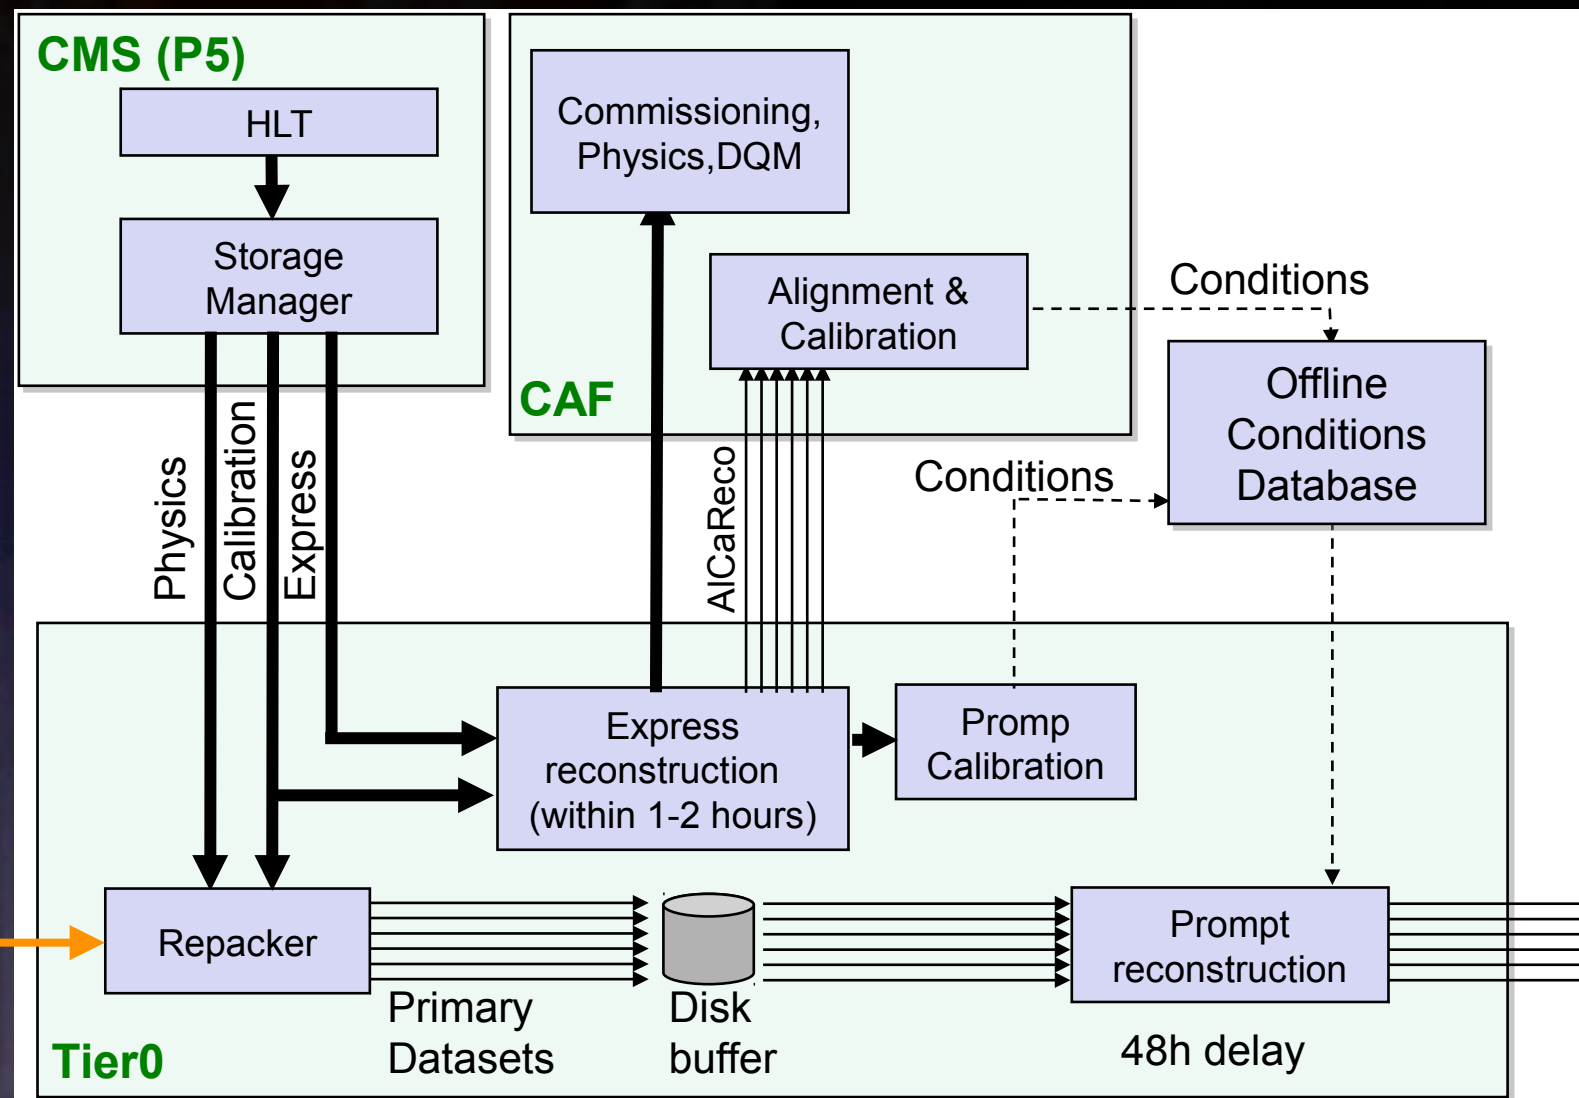 CMS (P5)
HLT
Storage
Manager
Commissioning,
Physics,DQM
Alignment &
Calibration
CAF
Conditions
Offline
Conditions
Database
Conditions
Physics
Calibration
Express
AlCaReco
Express
reconstruction
(within 1-2 hours)
Promp
Calibration
Repacker
Primary
Datasets
Disk
buffer
Prompt
reconstruction
48h delay
Tier0